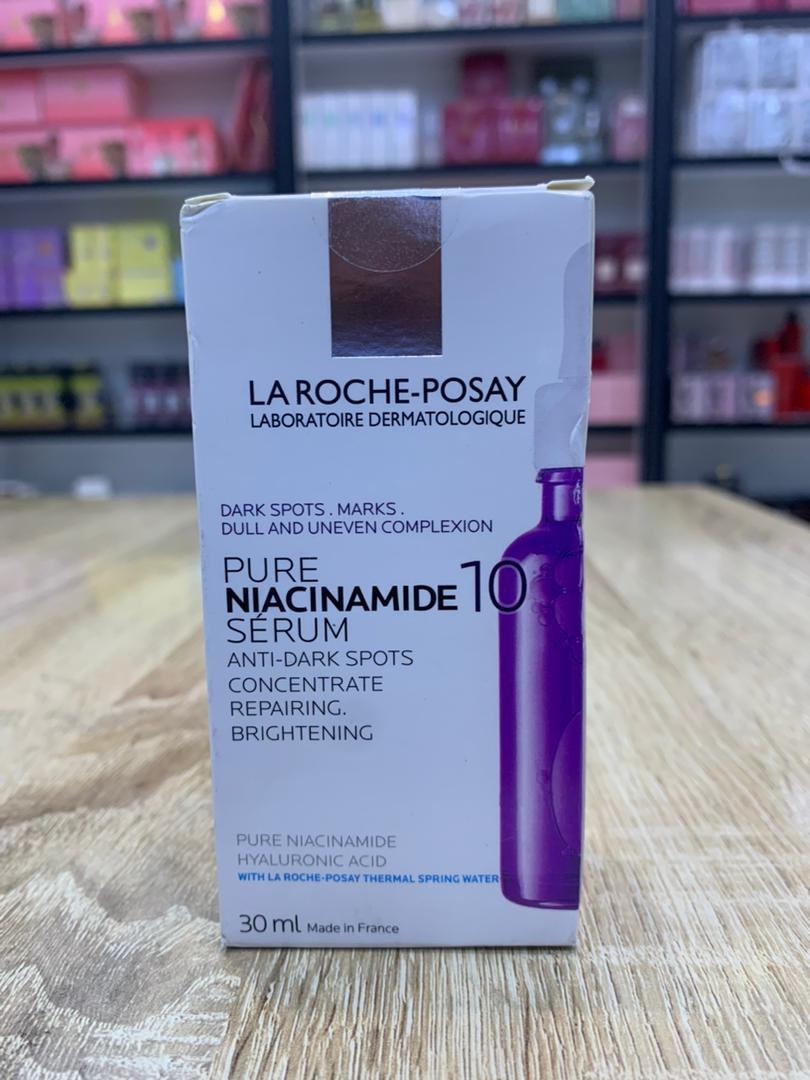 LA ROCHE-POSAY
LABORATOIRE DERMATOLOGIQUE
DARK SPOTS . MARKS .
DULL AND UNEVEN COMPLEXION
PURE
NIACINAMIDE 10
SÉRUM
ANTI-DARK SPOTS
CONCENTRATE
REPAIRING.
BRIGHTENING
PURE NIACINAMIDE
HYALURONIC ACID
WITH LA ROCHE-POSAY THERMAL SPRING WATER
30 ml Made in France